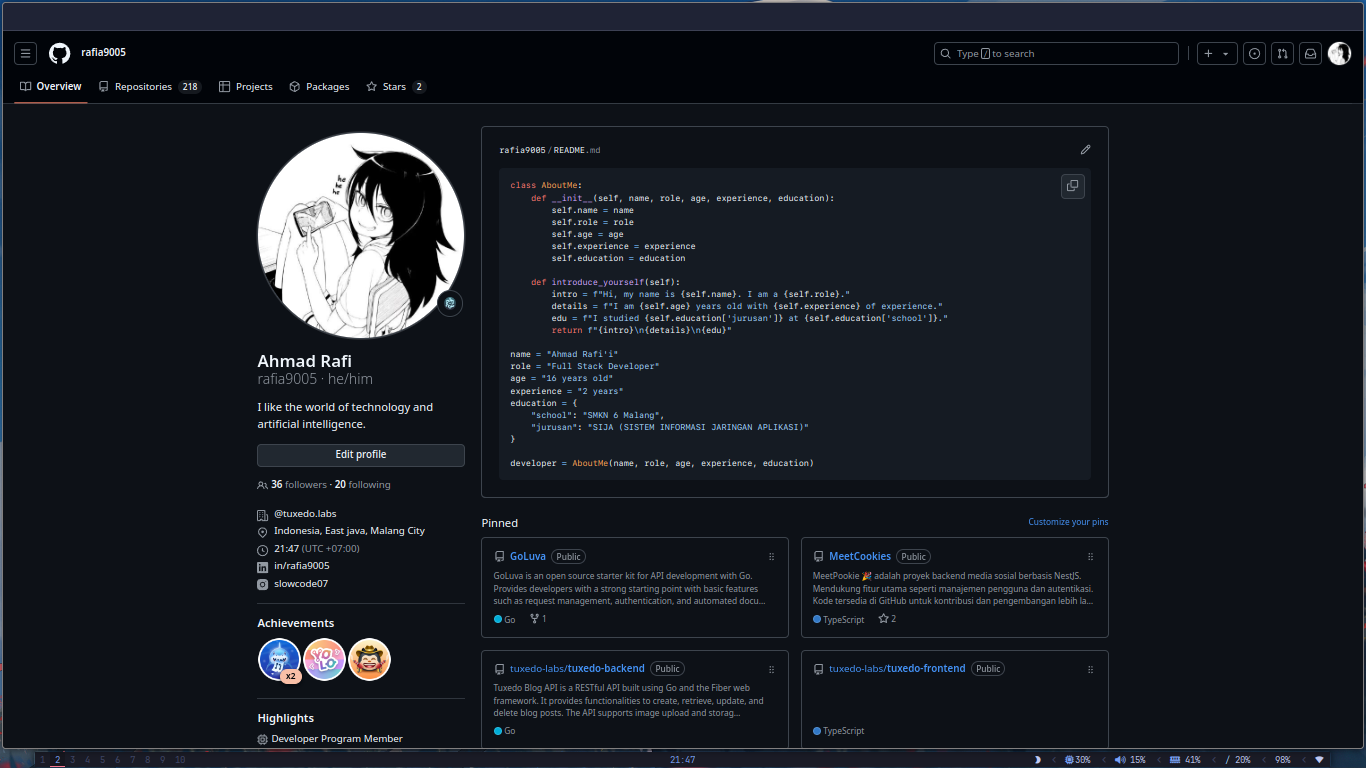 rafia9005
Type / to search
Overview
Repositories 218
Projects
Packages
Stars 2
he
he
he
Ahmad Rafi
rafia9005 · he/him
I like the world of technology and
artificial intelligence.
Edit profile
36 followers · 20 following
@tuxedo.labs
Indonesia, East java, Malang City
21:47 (UTC +07:00)
in/rafia9005
slowcode07
Achievements
x2
YOLO
Highlights
Developer Program Member
rafia9005/README.md
class AboutMe:
    def __init__(self, name, role, age, experience, education):
        self.name = name
        self.role = role
        self.age = age
        self.experience = experience
        self.education = education
    def introduce_yourself(self):
        intro = f"Hi, my name is {self.name}. I am a {self.role}."
        details = f"I am {self.age} years old with {self.experience} of experience."
        edu = f"I studied {self.education['jurusan']} at {self.education['school']}."
        return f"{intro}\n{details}\n{edu}"
name = "Ahmad Rafi'i"
role = "Full Stack Developer"
age = "16 years old"
experience = "2 years"
education = {
    "school": "SMKN 6 Malang",
    "jurusan": "SIJA (SISTEM INFORMASI JARINGAN APLIKASI)"
}
developer = AboutMe(name, role, age, experience, education)
Pinned
Customize your pins
GoLuva Public
GoLuva is an open source starter kit for API development with Go.
Provides developers with a strong starting point with basic features
such as request management, authentication, and automated docu...
Go 1
MeetCookies Public
MeetPookie 🎉 adalah proyek backend media sosial berbasis NestJS.
Mendukung fitur utama seperti manajemen pengguna dan autentikasi.
Kode tersedia di GitHub untuk kontribusi dan pengembangan lebih la...
TypeScript 2
tuxedo-labs/tuxedo-backend Public
Tuxedo Blog API is a RESTful API built using Go and the Fiber web
framework. It provides functionalities to create, retrieve, update, and
delete blog posts. The API supports image upload and storag...
Go
tuxedo-labs/tuxedo-frontend Public
TypeScript
1 2 3 4 5 6 7 8 9 10
21:47
30% 15% 41% / 20% 98%